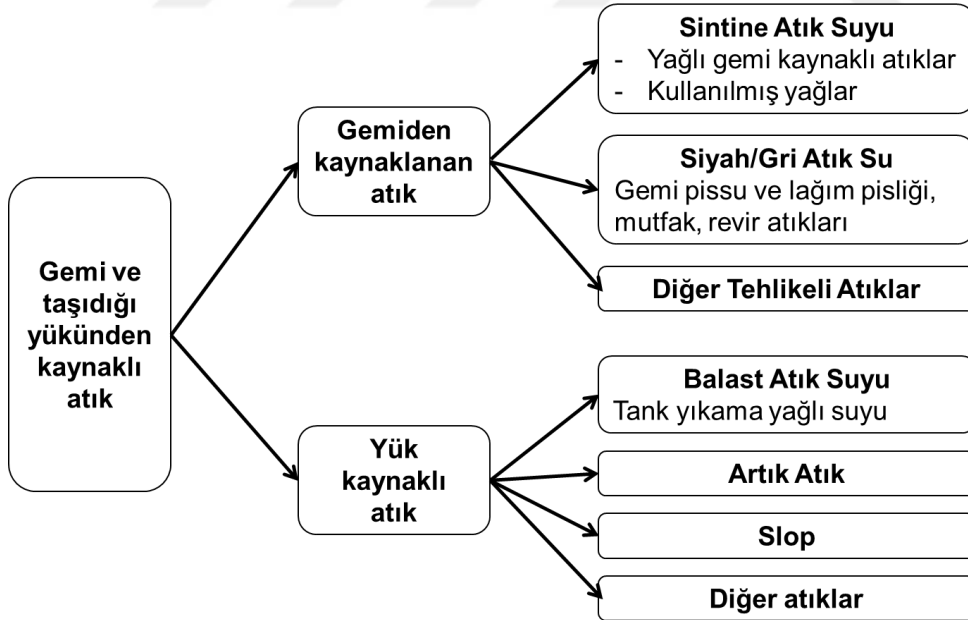 Gemi ve
taşıdığı
yükünden
kaynaklı
atık
Gemiden
kaynaklanan
atık
Sintine Atık Suyu
- Yağlı gemi kaynaklı atıklar
- Kullanılmış yağlar
Siyah/Gri Atık Su
Gemi pissu ve lağım pisliği,
mutfak, revir atıkları
Diğer Tehlikeli Atıklar
Yük
kaynaklı
atık
Balast Atık Suyu
Tank yıkama yağlı suyu
Artık Atık
Slop
Diğer atıklar